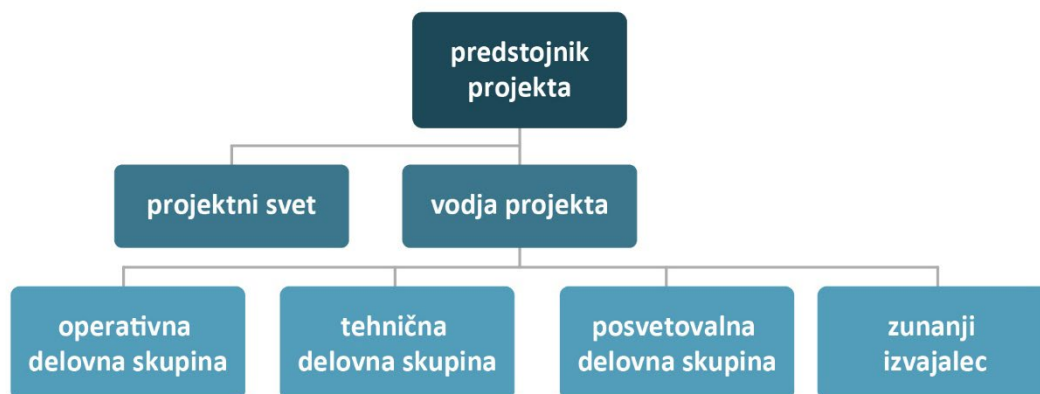 predstojnik
projekta
projektni svet
vodja projekta
operativna
delovna skupina
tehnična
delovna skupina
posvetovalna
delovna skupina
zunanji
izvajalec